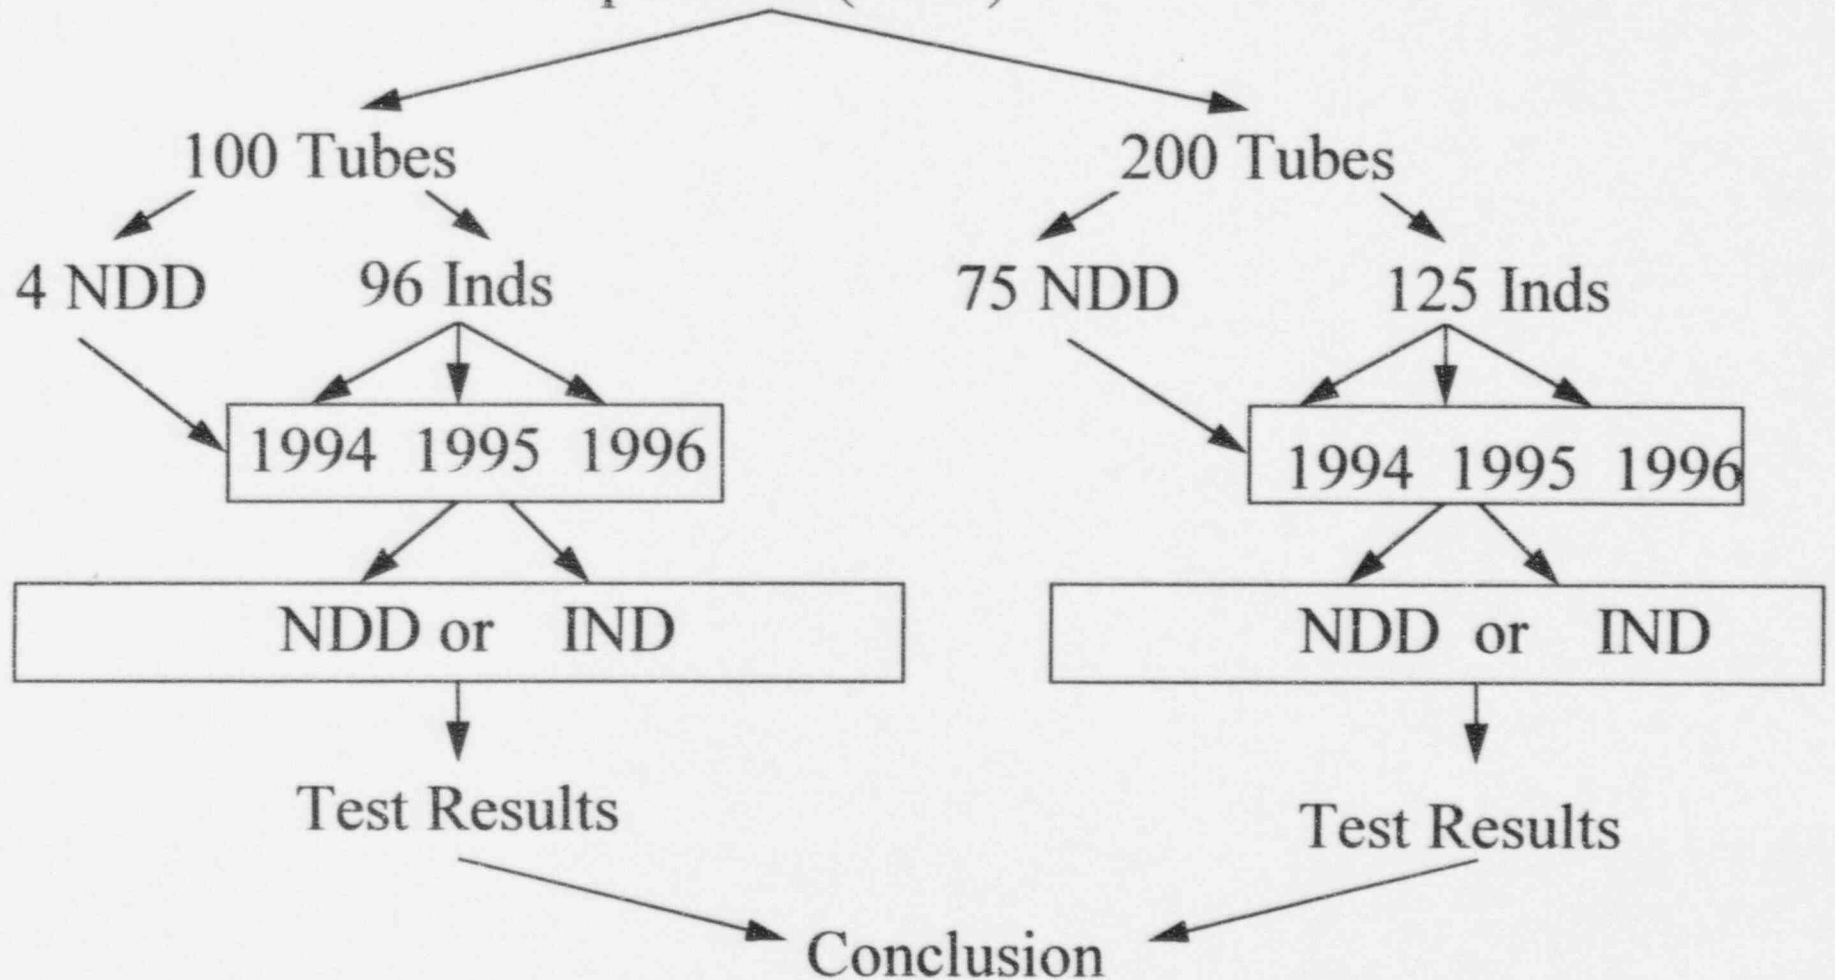 100 Tubes
200 Tubes
4 NDD
96 Inds
75 NDD
125 Inds
1994 1995 1996
1994 1995 1996
NDD or IND
NDD or IND
Test Results
Test Results
Conclusion